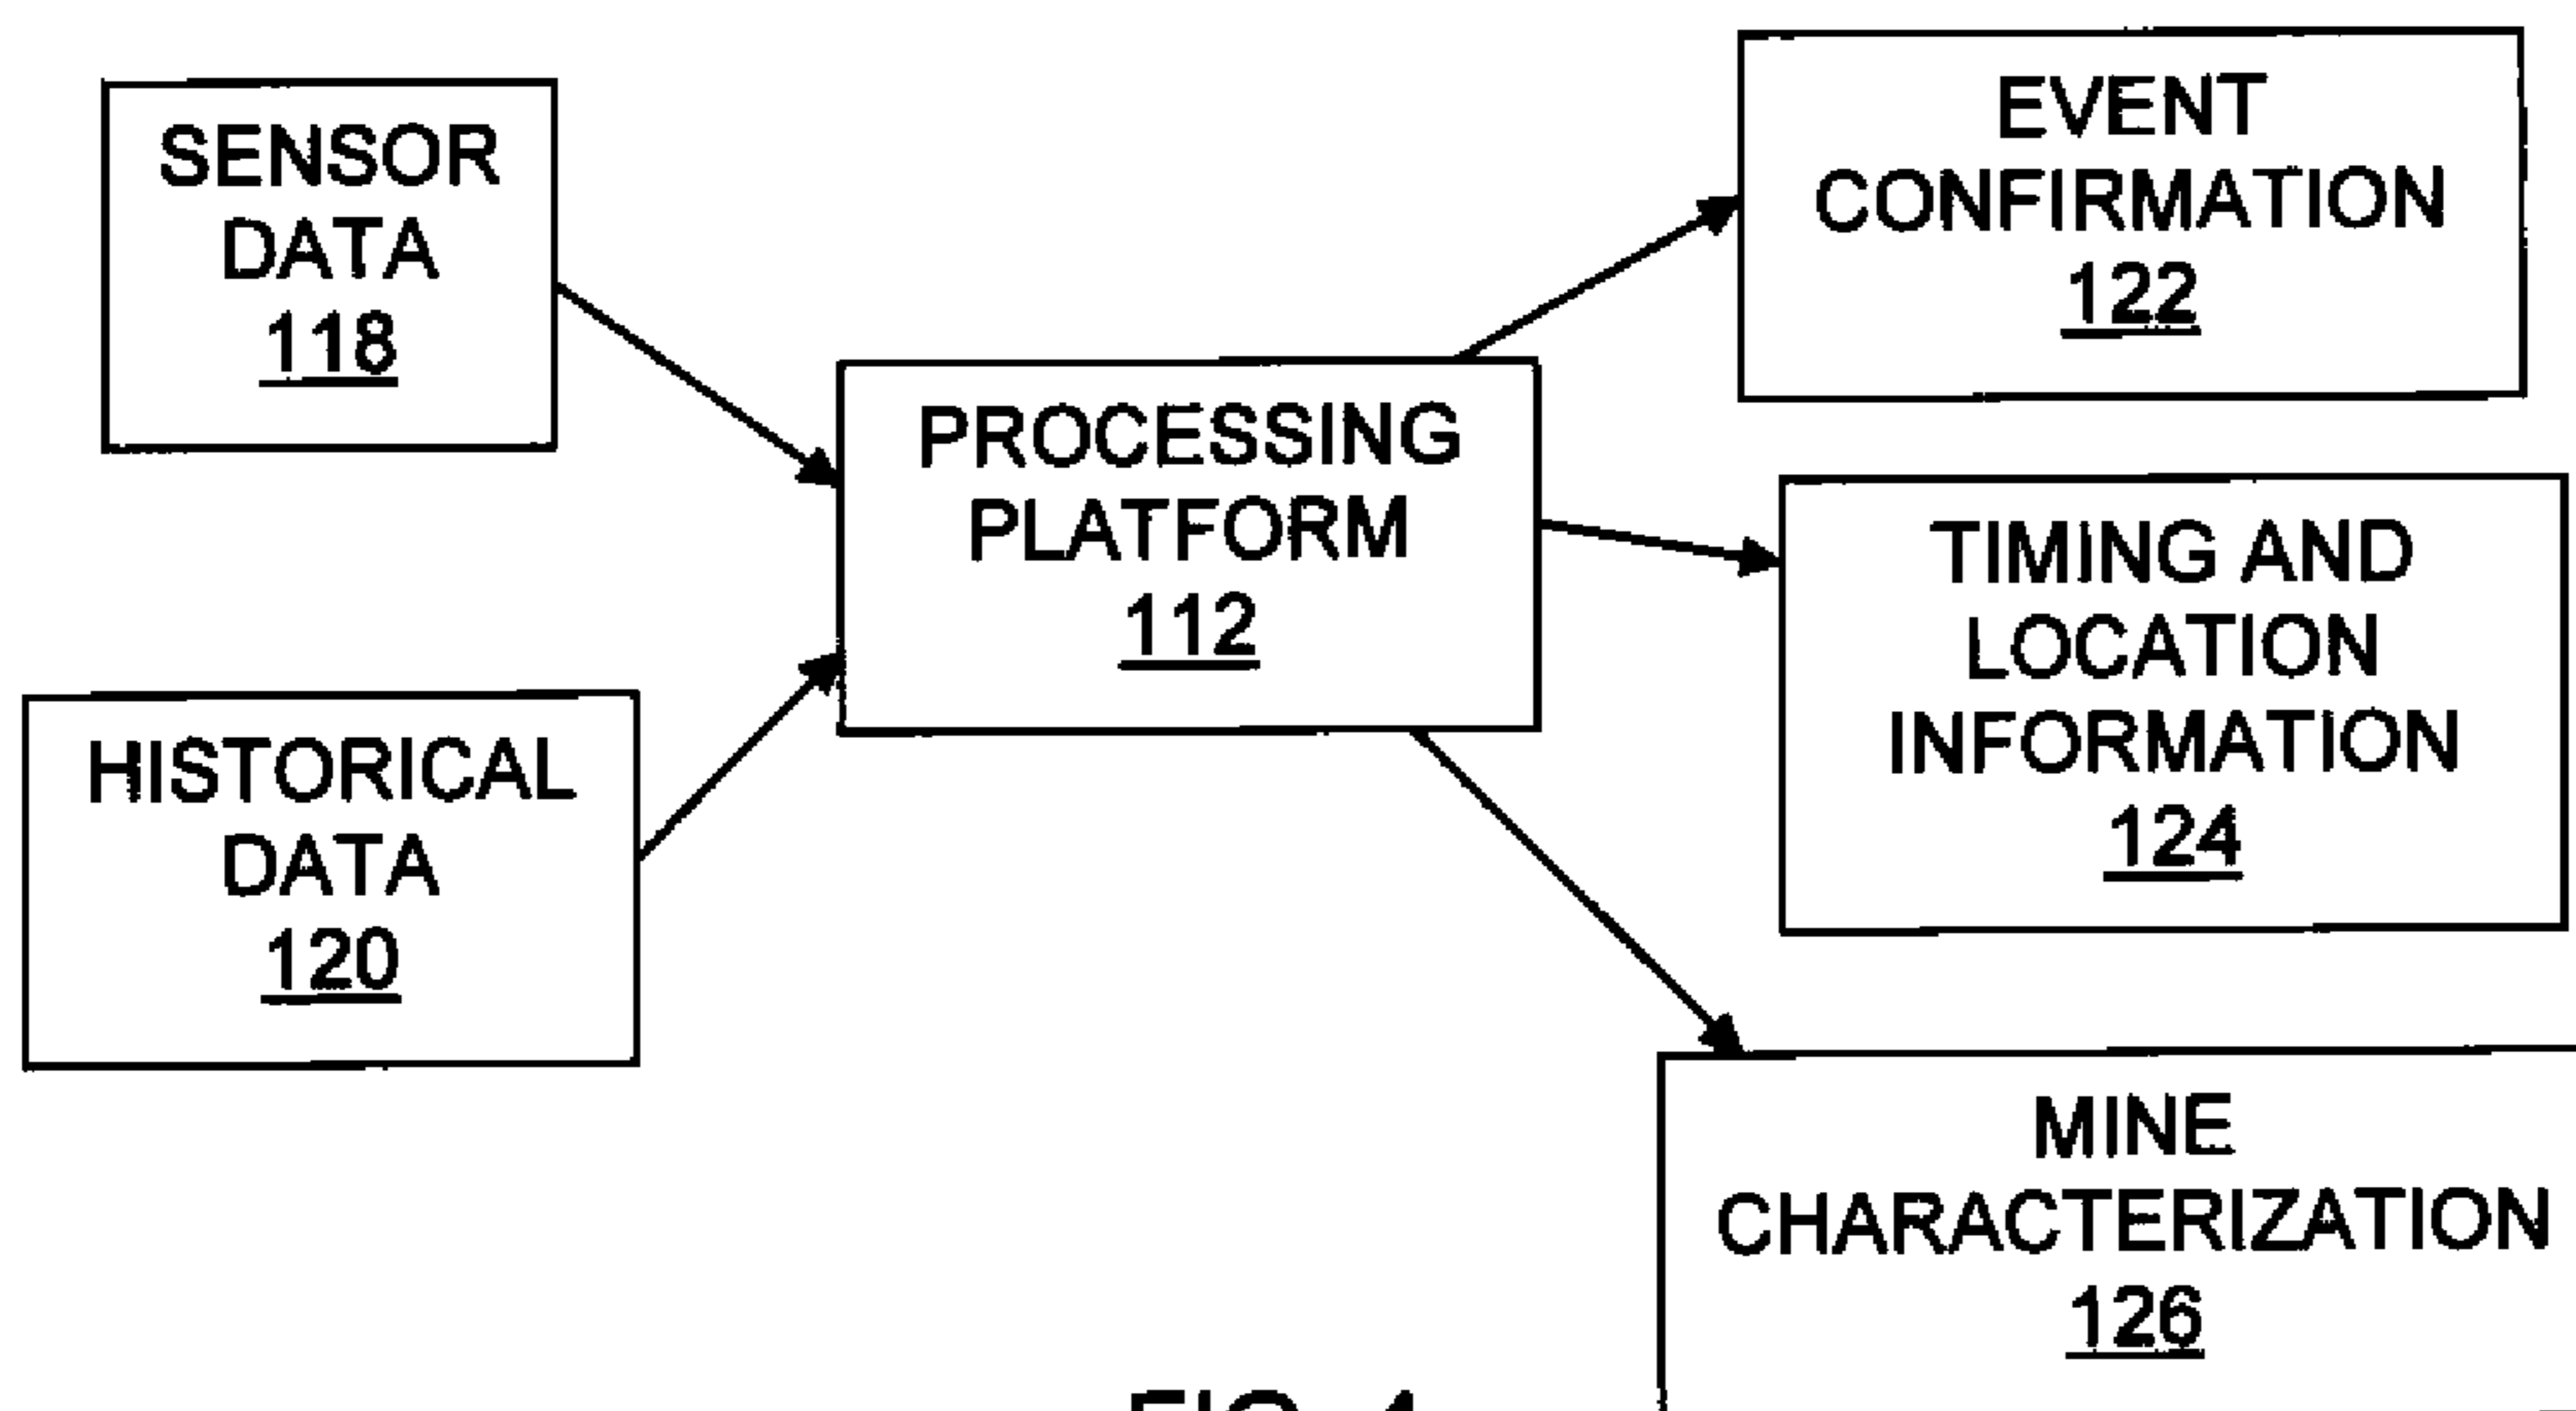 SENSOR
DATA
118
HISTORICAL
DATA
120
PROCESSING
PLATFORM
112
EVENT
CONFIRMATION
122
TIMING AND
LOCATION
INFORMATION
124
MINE
CHARACTERIZATION
126